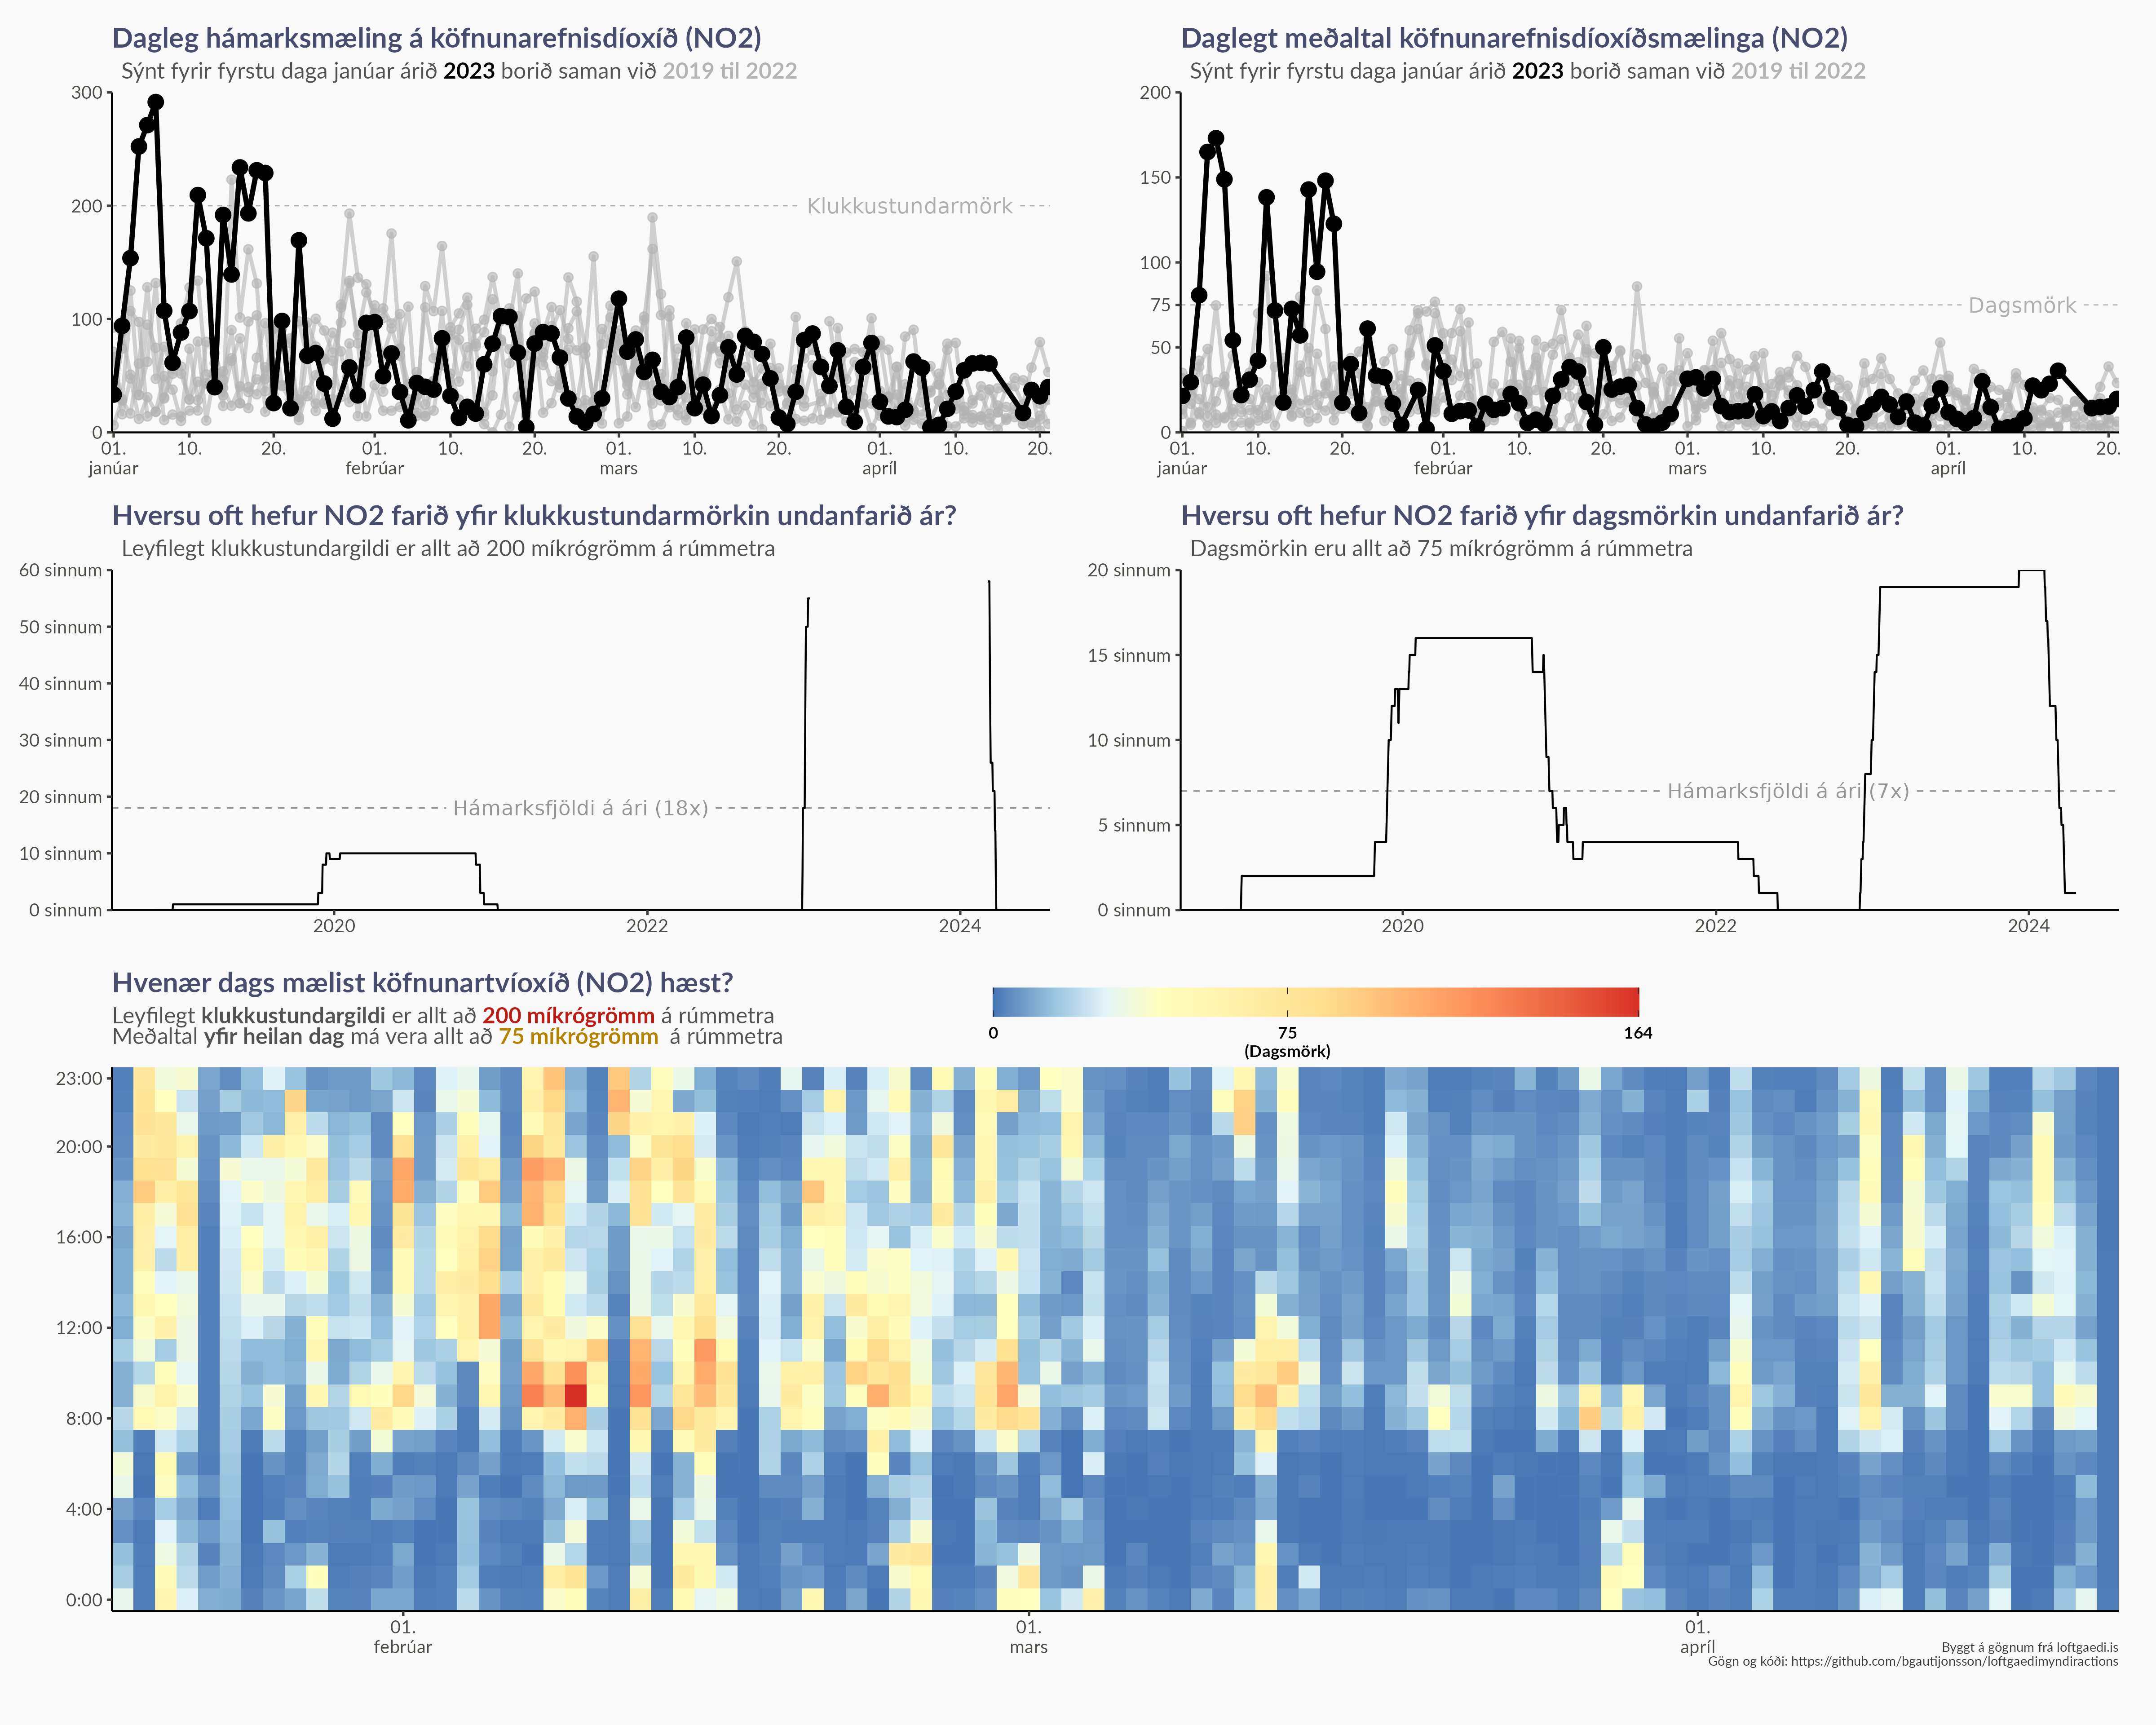 Dagleg hámarksmæling á köfnunarefnisdíoxíð (NO2)
Sýnt fyrir fyrstu daga janúar árið 2023 borið saman við 2019 til 2022
300
200
100
0
Klukkustundarmörk
01. 10. 20. 01. 10. 20. 01. 10. 20. 01. 10. 20.
janúar febrúar mars apríl
Daglegt meðaltal köfnunarefnisdíoxíðsmælinga (NO2)
Sýnt fyrir fyrstu daga janúar árið 2023 borið saman við 2019 til 2022
200
150
100
75
50
0
Dagsmörk
01. 10. 20. 01. 10. 20. 01. 10. 20. 01. 10. 20.
janúar febrúar mars apríl
Hversu oft hefur NO2 farið yfir klukkustundarmörkin undanfarið ár?
Leyfilegt klukkustundargildi er allt að 200 míkrógrömm á rúmmetra
60 sinnum
50 sinnum
40 sinnum
30 sinnum
20 sinnum
10 sinnum
0 sinnum
Hámarksfjöldi á ári (18x)
2020 2022 2024
Hversu oft hefur NO2 farið yfir dagsmörkin undanfarið ár?
Dagsmörkin eru allt að 75 míkrógrömm á rúmmetra
20 sinnum
15 sinnum
10 sinnum
5 sinnum
0 sinnum
Hámarksfjöldi á ári (7x)
2020 2022 2024
Hvenær dags mælist köfnunartvíoxíð (NO2) hæst?
Leyfilegt klukkustundargildi er allt að 200 míkrógrömm á rúmmetra
Meðaltal yfir heilan dag má vera allt að 75 míkrógrömm á rúmmetra
0 75 164
(Dagsmörk)
23:00
20:00
16:00
12:00
8:00
4:00
0:00
01. 01. 01.
febrúar mars apríl
Byggt á gögnum frá loftgaedi.is
Gögn og kóði: https://github.com/bgautijonsson/loftgaedimyndiractions